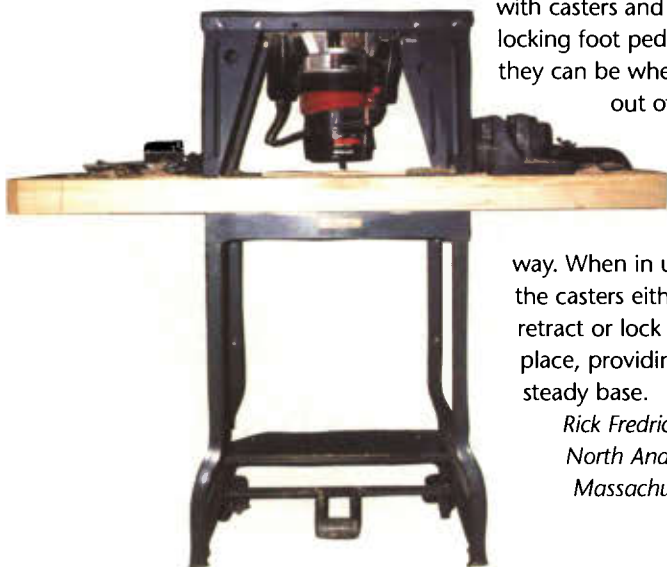 with casters and
locking foot ped
they can be whe
out of
way. When in u
the casters eith
retract or lock
place, providin
steady base.
Rick Fredric
North And
Massachu